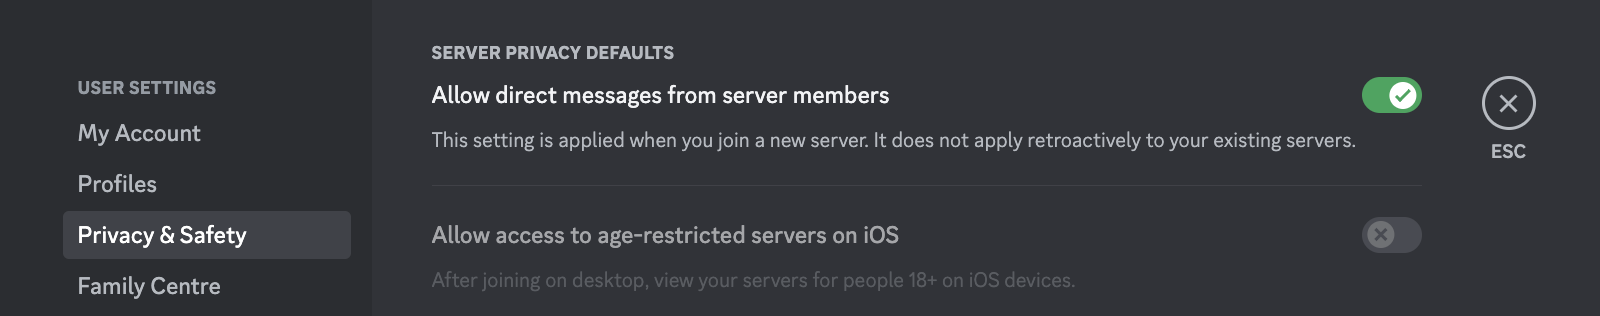 USER SETTINGS
My Account
Profiles
Privacy & Safety
Family Centre
SERVER PRIVACY DEFAULTS
Allow direct messages from server members
This setting is applied when you join a new server. It does not apply retroactively to your existing servers.
Allow access to age-restricted servers on iOS
After joining on desktop, view your servers for people 18+ on iOS devices.
ESC